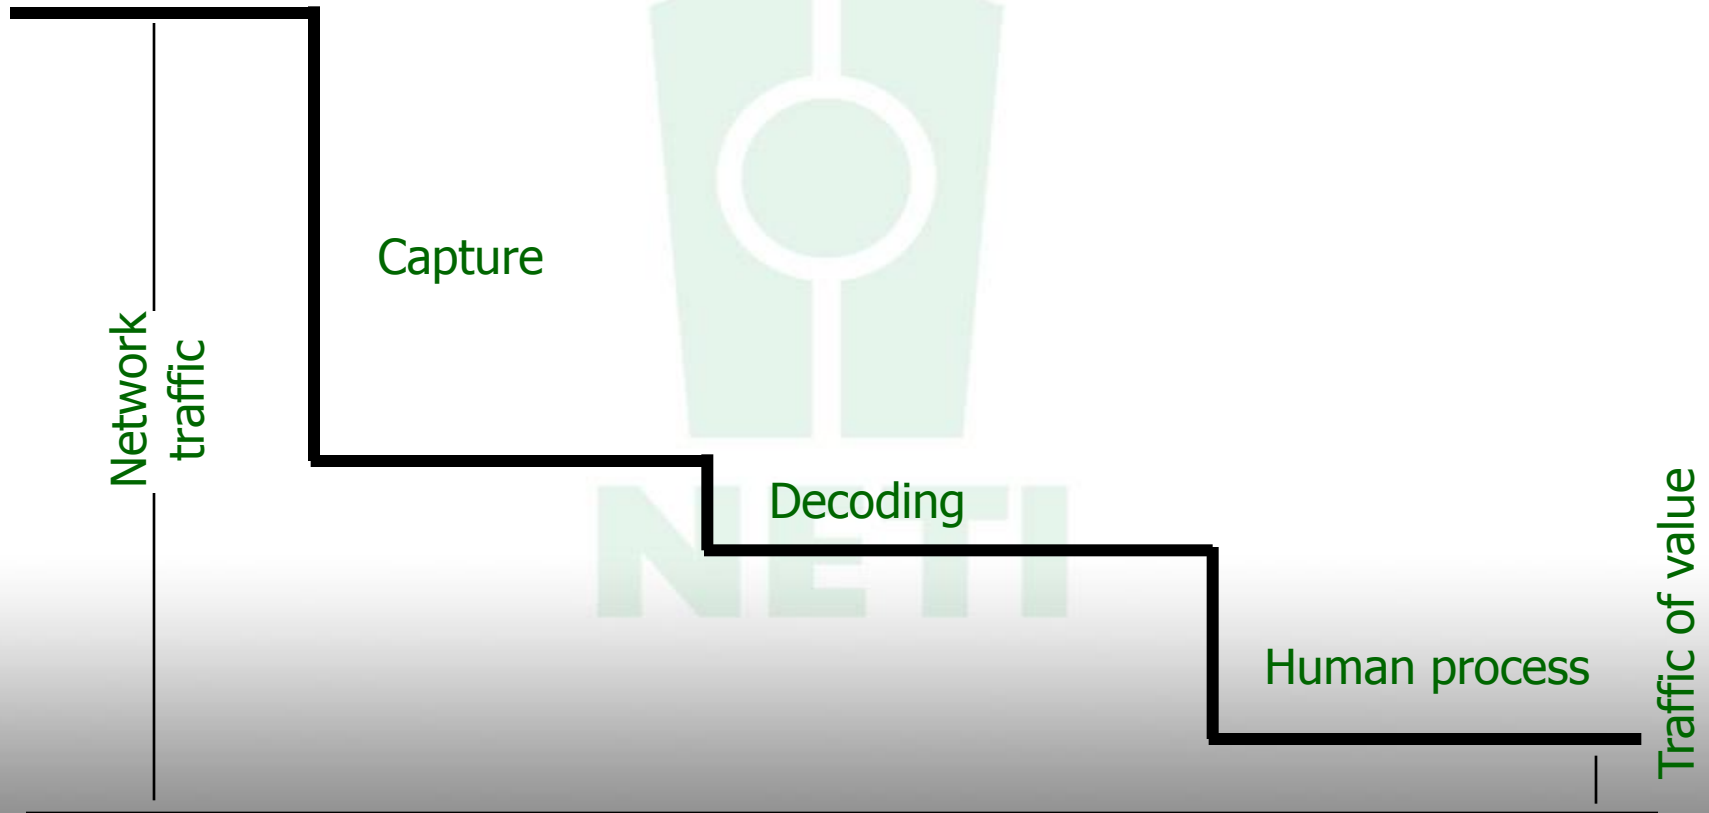 Network
traffic
Capture
Decoding
Human process
Traffic of value
NETI